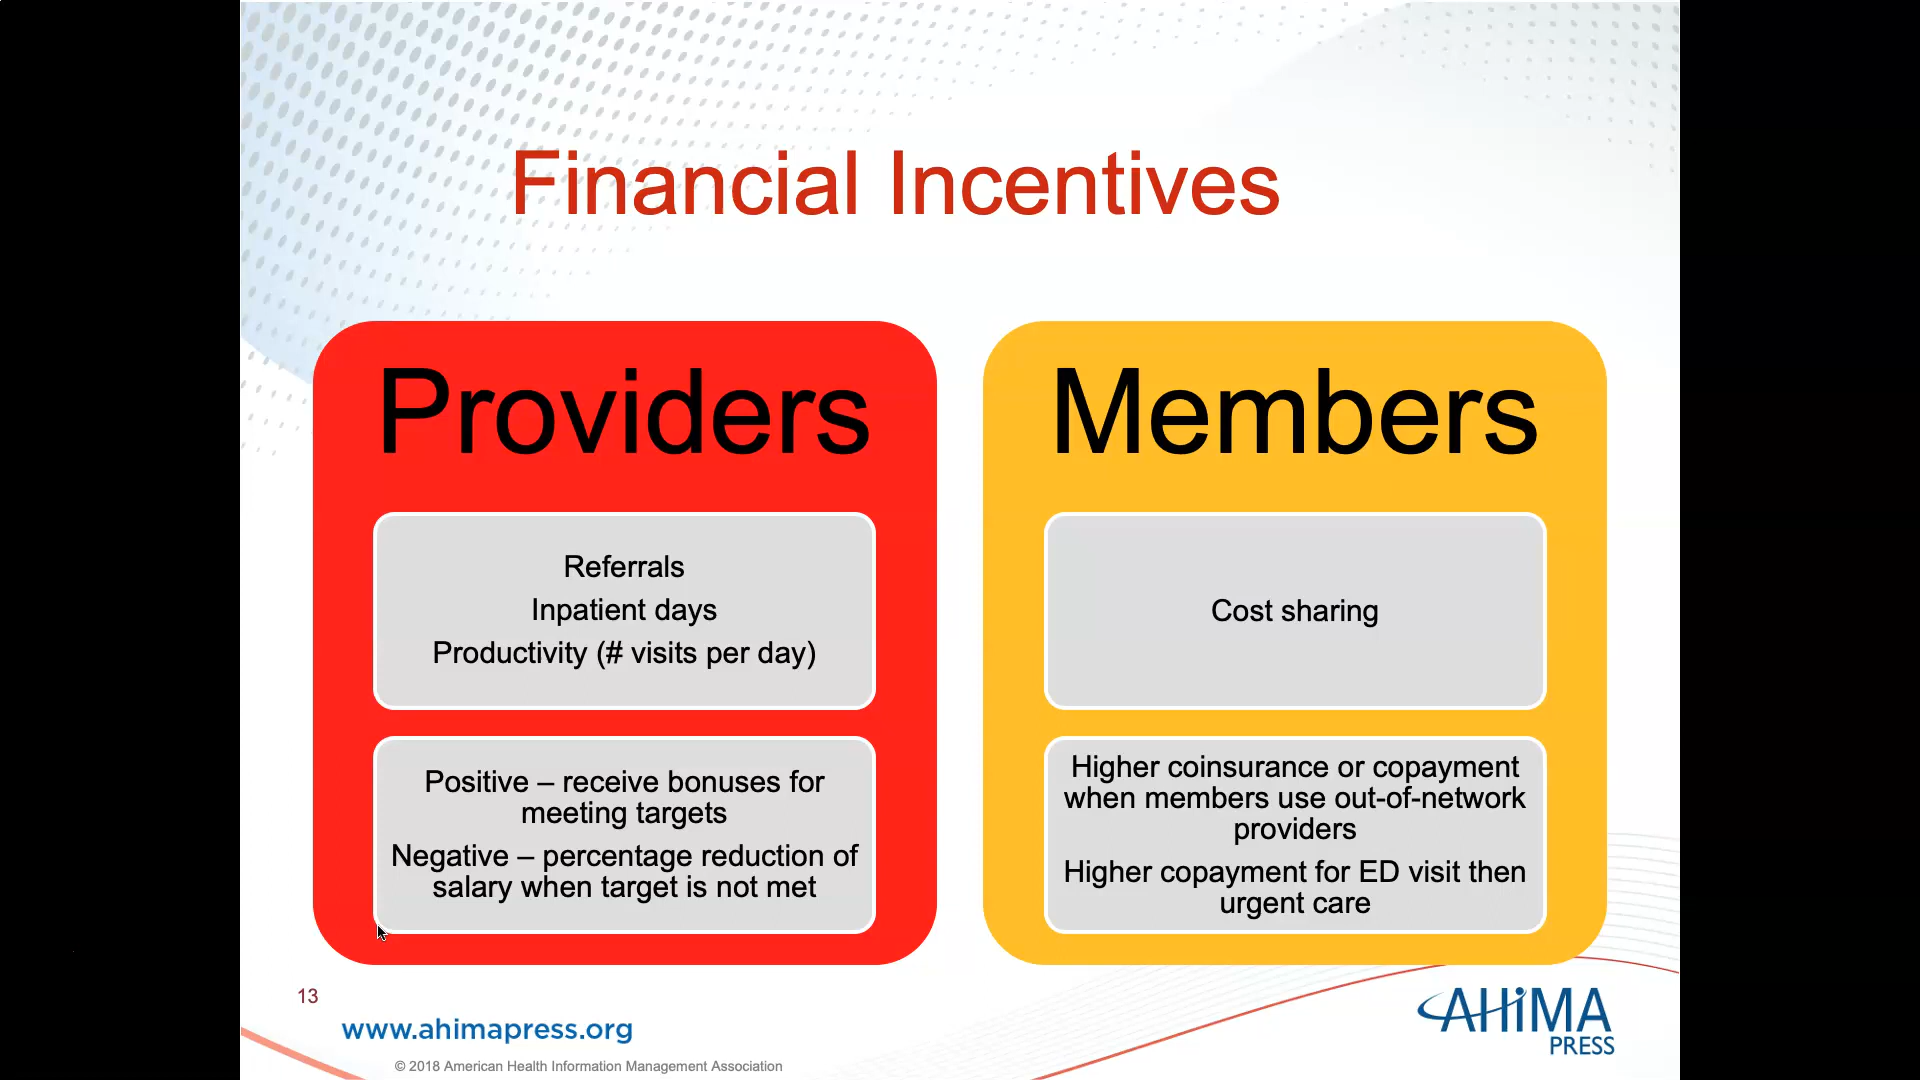 Financial Incentives
Providers
Referrals
Inpatient days
Productivity (# visits per day)
Positive – receive bonuses for
meeting targets
Negative – percentage reduction of
salary when target is not met
Members
Cost sharing
Higher coinsurance or copayment
when members use out-of-network
providers
Higher copayment for ED visit then
urgent care
13
www.ahimapress.org
© 2018 American Health Information Management Association
AHiMA
PRESS